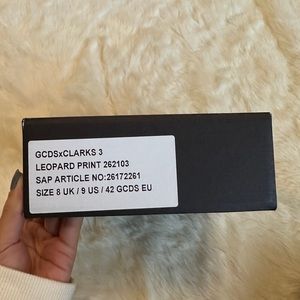 GCDSxCLARKS 3
LEOPARD PRINT 262103
SAP ARTICLE NO:26172261
SIZE 8 UK / 9 US / 42 GCDS EU